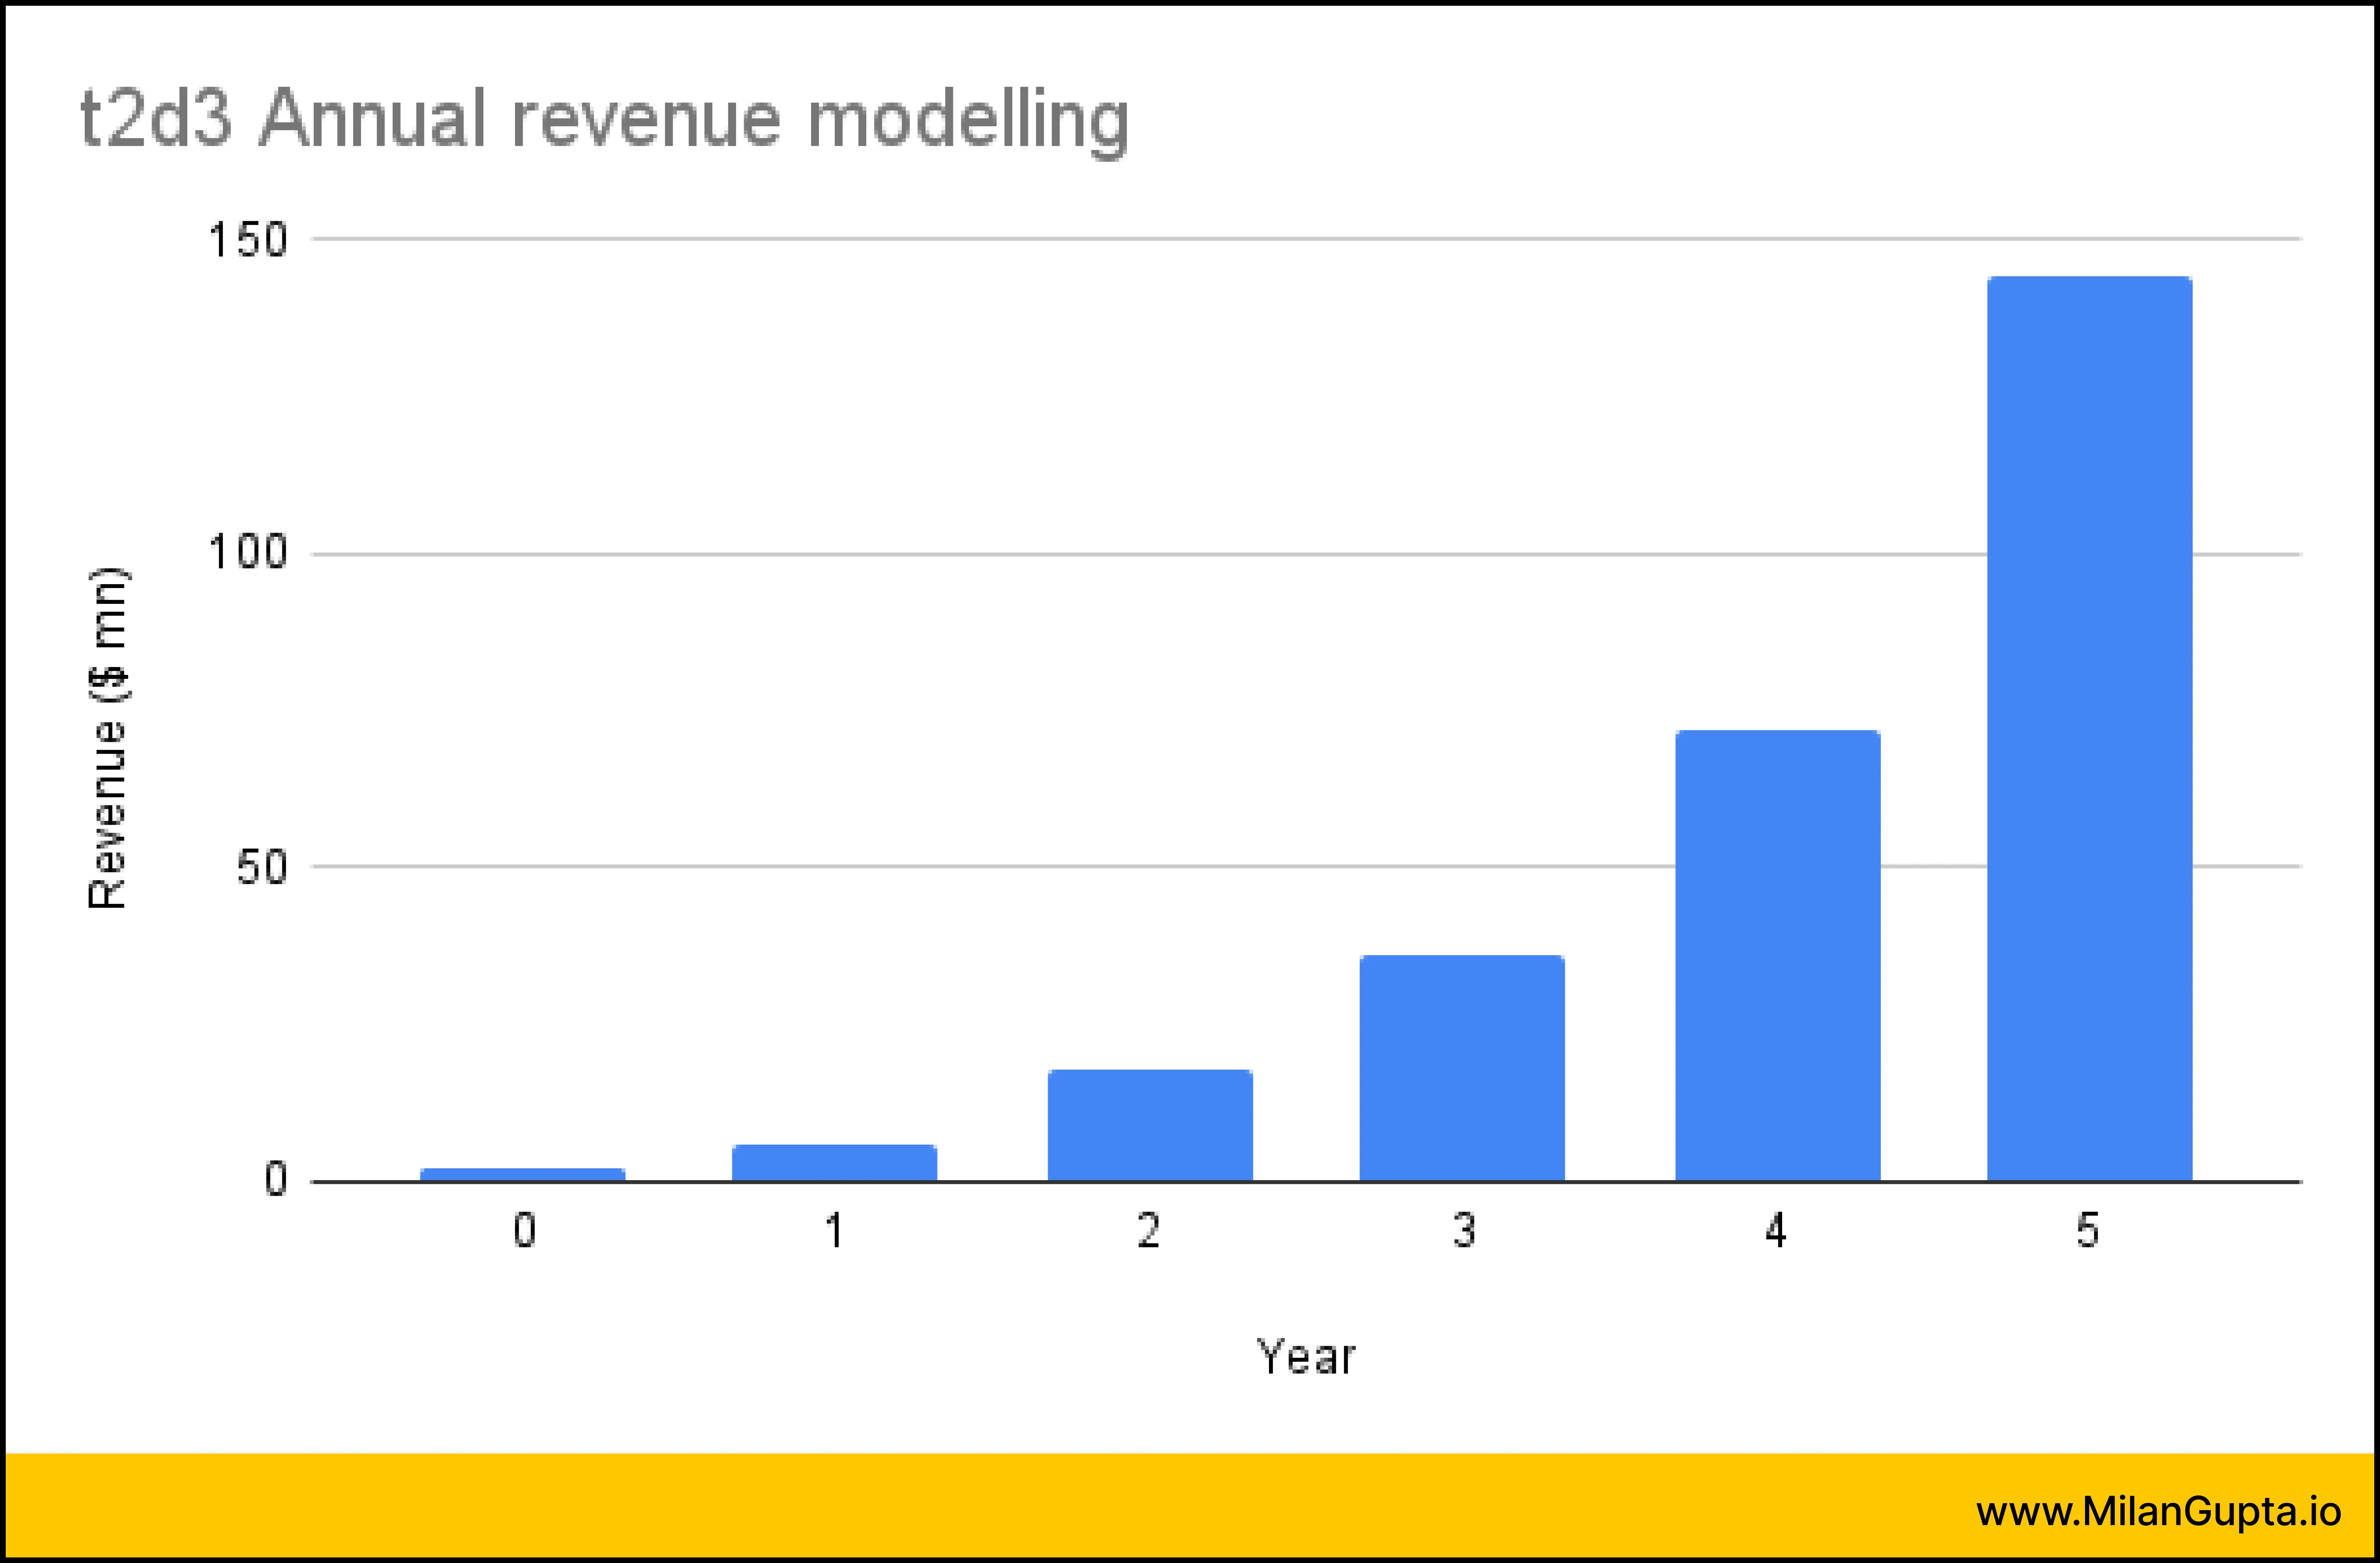 t2d3 Annual revenue modelling
150
100
50
0
Revenue ($ mn)
0 1 2 3 4 5
Year
www.MilanGupta.io